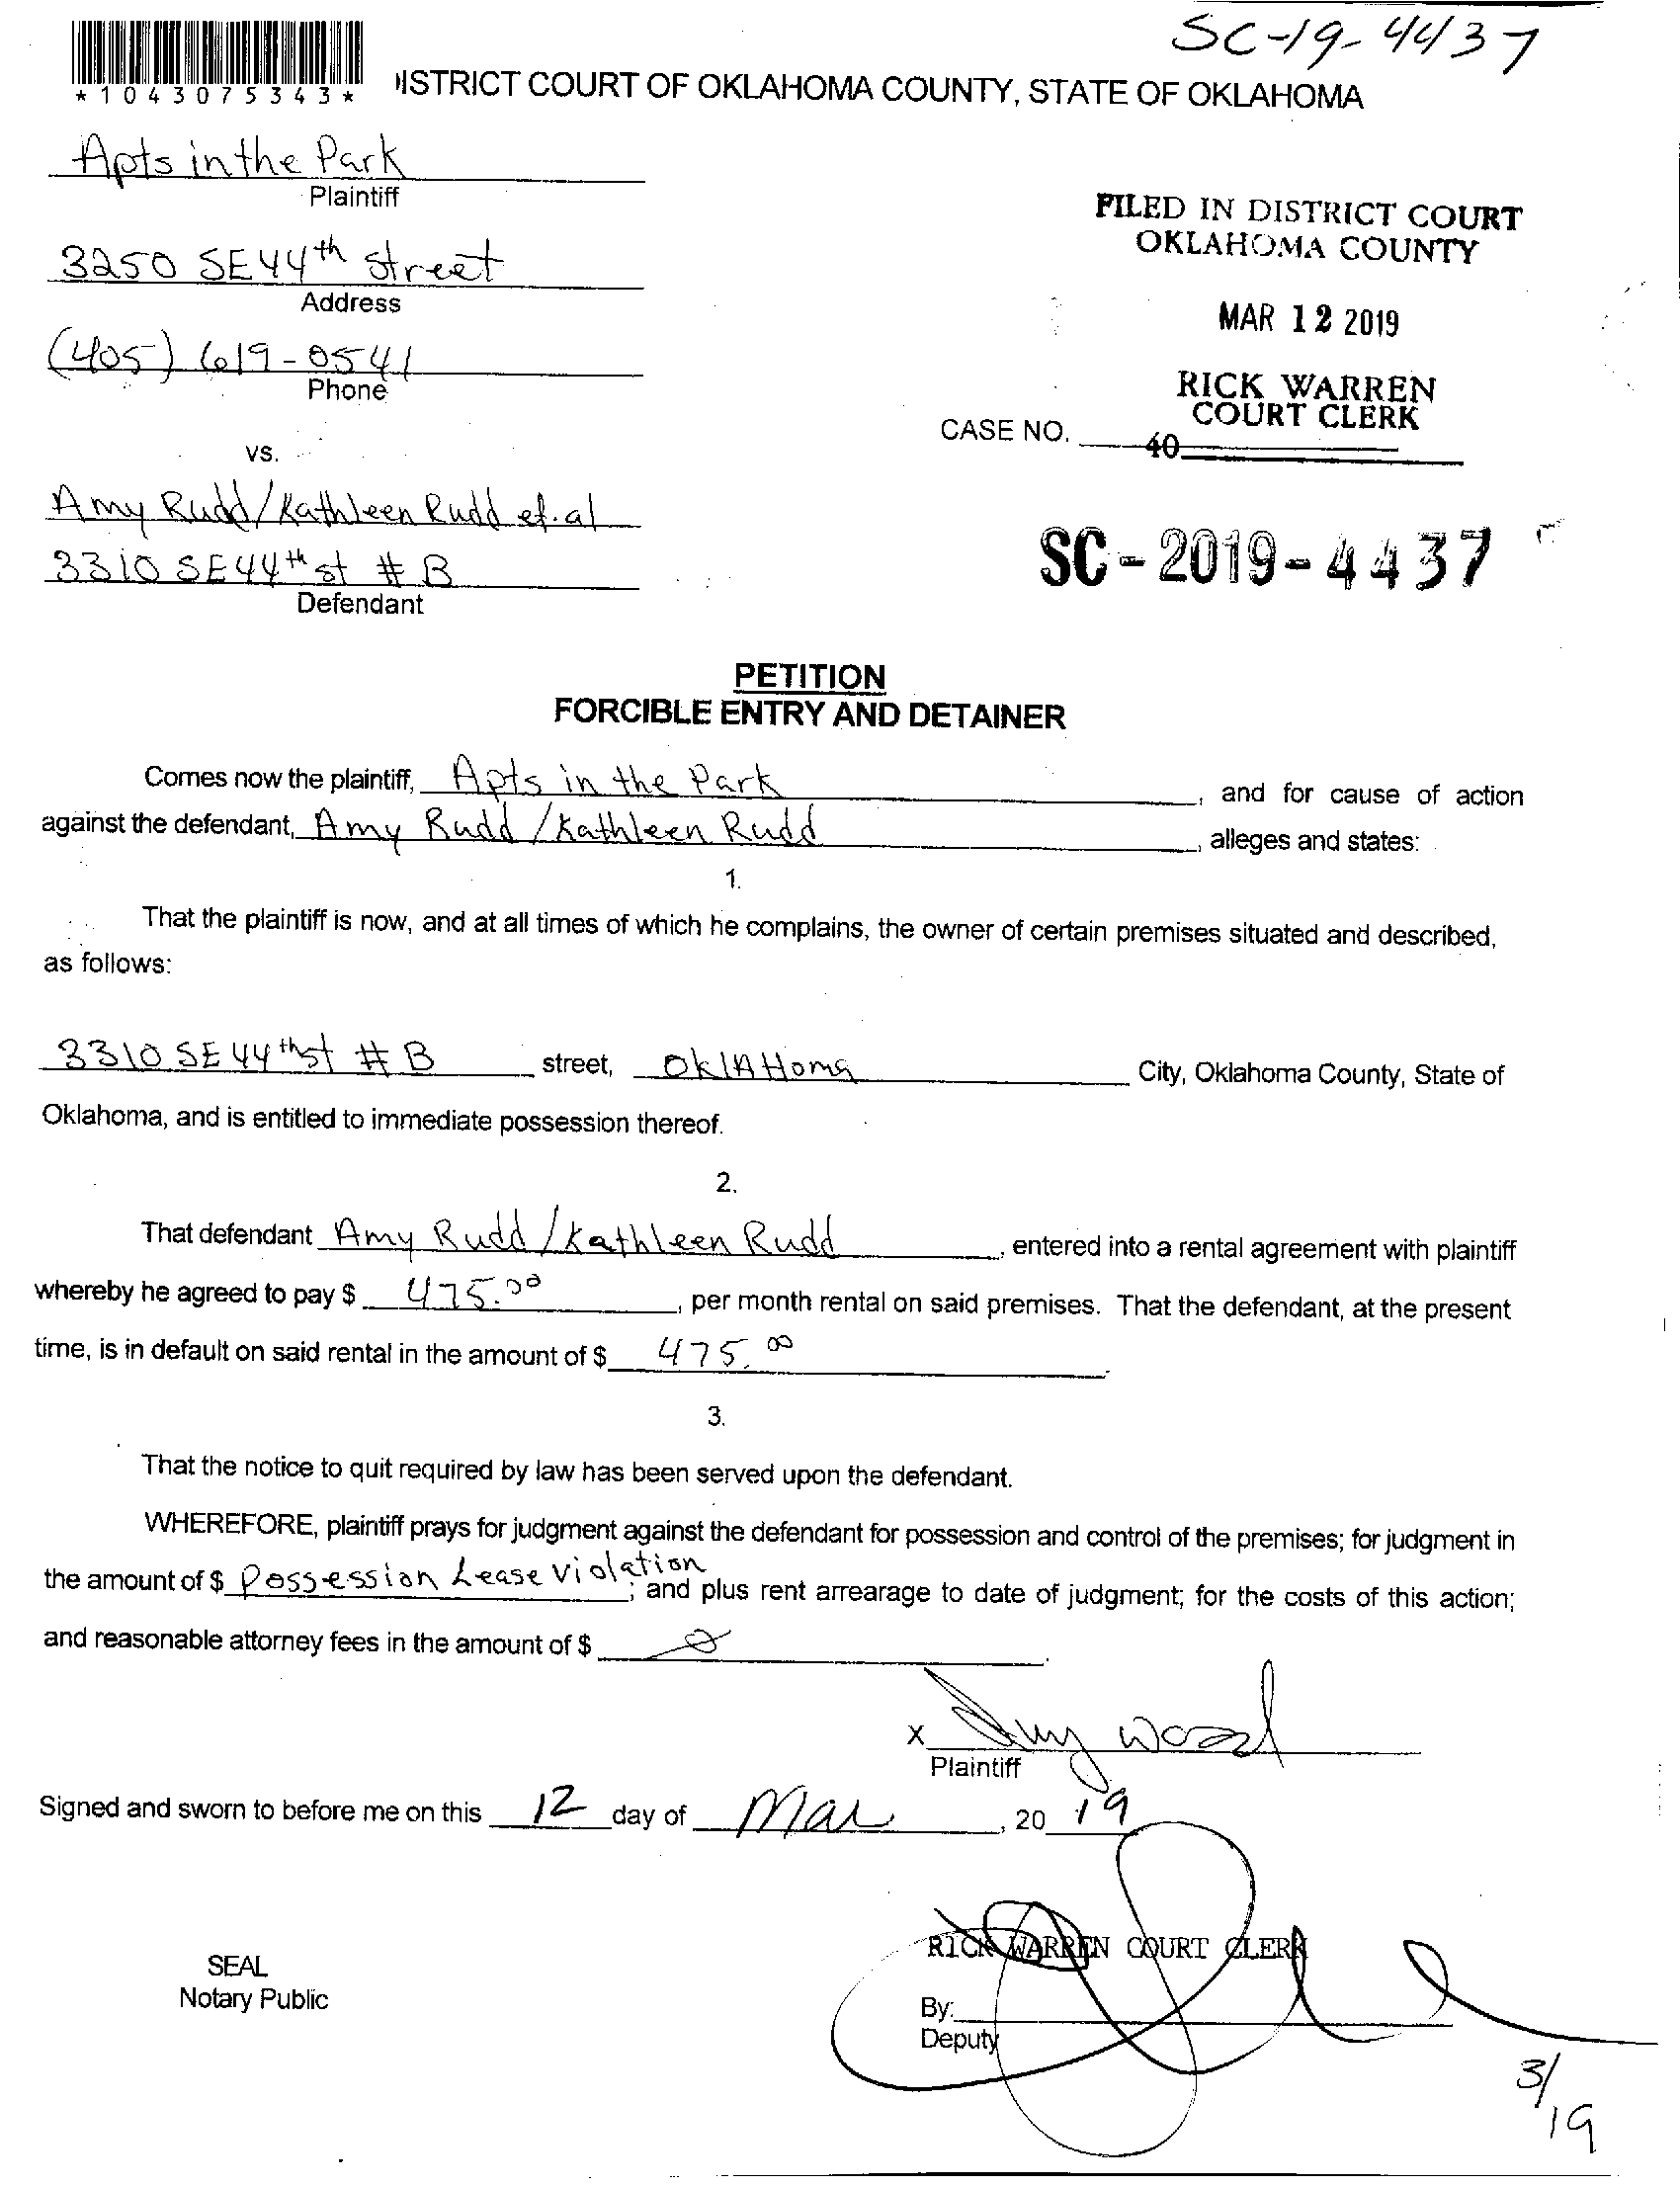 SC-19-4437
*1043075343*
ISTRICT COURT OF OKLAHOMA COUNTY, STATE OF OKLAHOMA
Apts in the Park
Plaintiff
FILED IN DISTRICT COURT
OKLAHOMA COUNTY
3250 SE 44th street
Address
MAR 12 2019
(405) 619-0541
Phone
RICK WARREN
COURT CLERK
CASE NO.
40
vs.
Amy Rudd/Kathleen Rudd et.al
3310 SE 44th st # B
Defendant
SC-2019-4437
PETITION
FORCIBLE ENTRY AND DETAINER
Comes now the plaintiff, Apts in the Park, and for cause of action
against the defendant, Amy Rudd/Kathleen Rudd, alleges and states:
1.
That the plaintiff is now, and at all times of which he complains, the owner of certain premises situated and described,
as follows:
3310 SE 44th st # B street, OklAHoma City, Oklahoma County, State of
Oklahoma, and is entitled to immediate possession thereof.
2.
That defendant Amy Rudd/Kathleen Rudd, entered into a rental agreement with plaintiff
whereby he agreed to pay $ 475.00, per month rental on said premises. That the defendant, at the present
time, is in default on said rental in the amount of $ 475.00.
3.
That the notice to quit required by law has been served upon the defendant.
WHEREFORE, plaintiff prays for judgment against the defendant for possession and control of the premises; for judgment in
the amount of $ Possession Lease Violation; and plus rent arrearage to date of judgment; for the costs of this action;
and reasonable attorney fees in the amount of $ 0.
X Amy Wood
Plaintiff
Signed and sworn to before me on this 12 day of Mar, 20 19
RICK WARREN COURT CLERK
SEAL
Notary Public
By:
Deputy
3/19